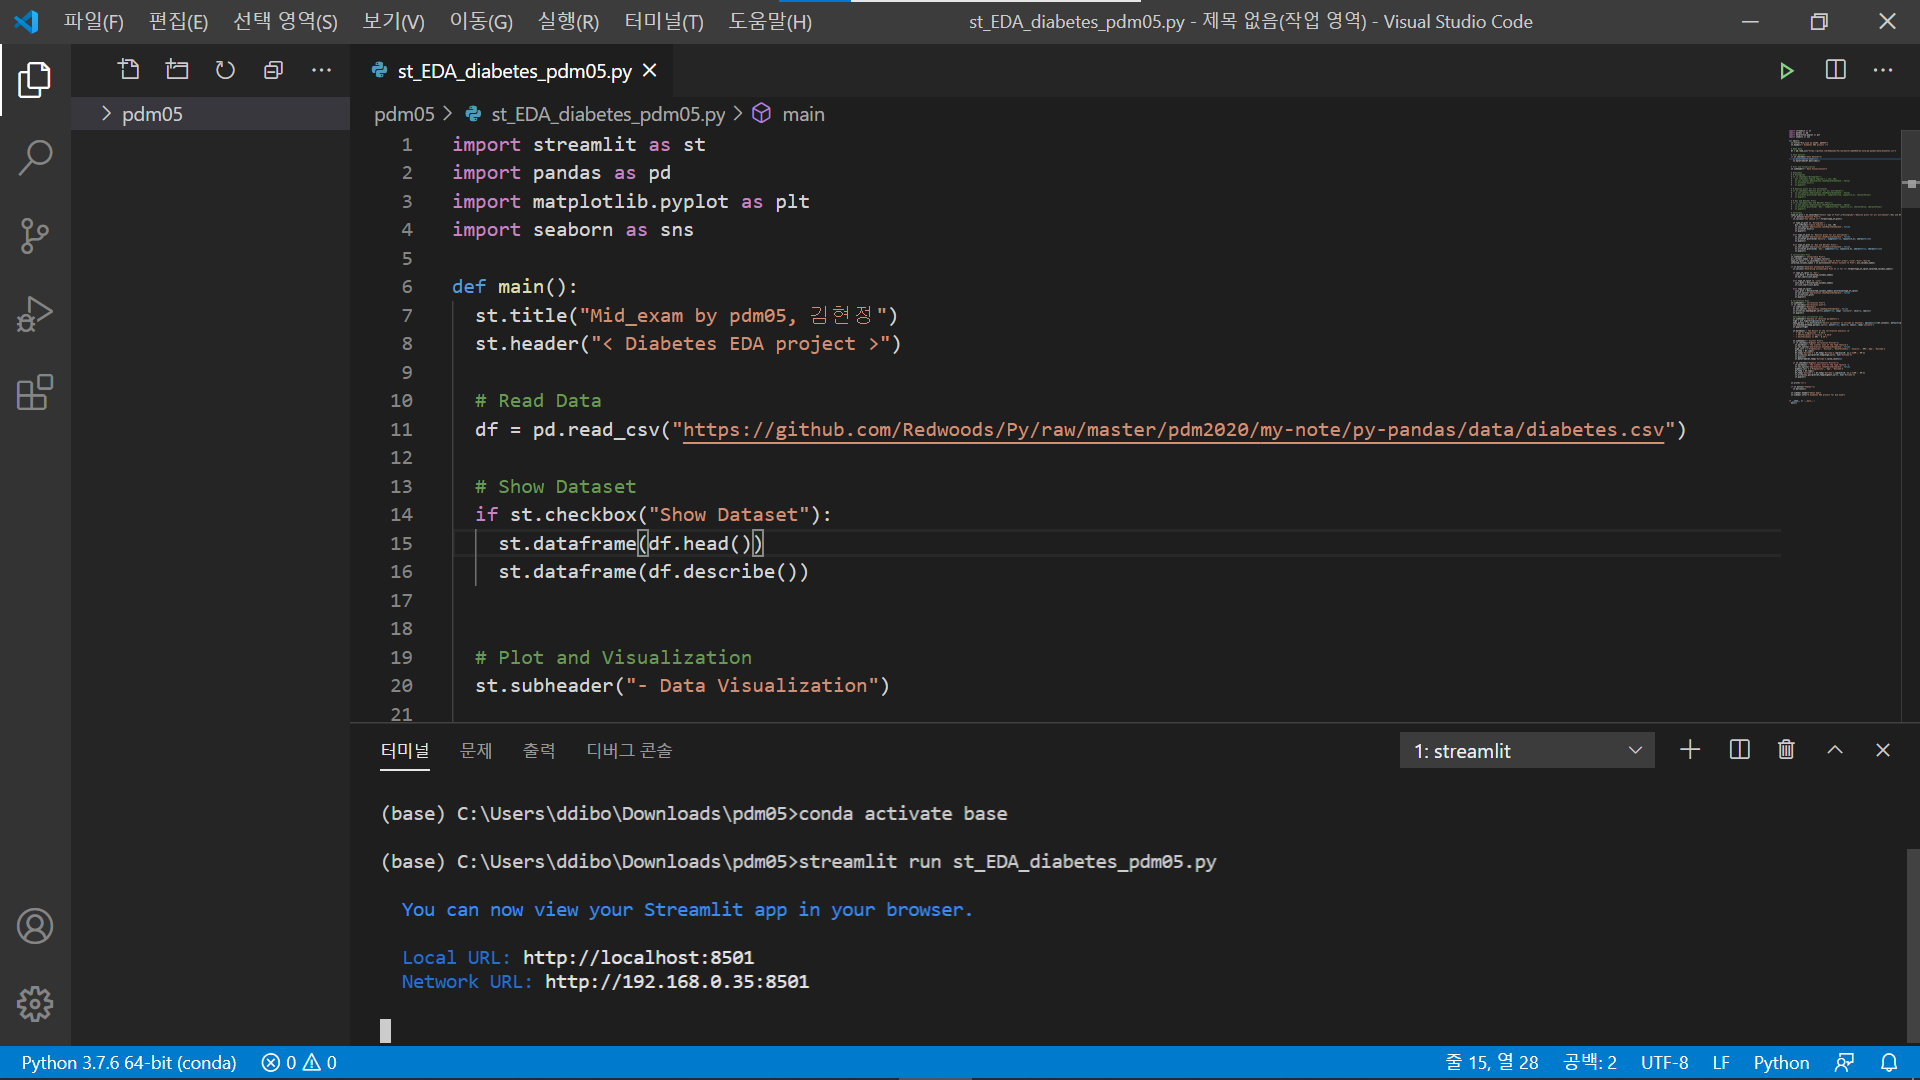 파일(F) 편집(E) 선택 영역(S) 보기(V) 이동(G) 실행(R) 터미널(T) 도움말(H) st_EDA_diabetes_pdm05.py - 제목 없음(작업 영역) - Visual Studio Code
st_EDA_diabetes_pdm05.py
pdm05
pdm05 > st_EDA_diabetes_pdm05.py > main
1 import streamlit as st
2 import pandas as pd
3 import matplotlib.pyplot as plt
4 import seaborn as sns
5
6 def main():
7 st.title("Mid_exam by pdm05, 김현정")
8 st.header("< Diabetes EDA project >")
9
10 # Read Data
11 df = pd.read_csv("https://github.com/Redwoods/Py/raw/master/pdm2020/my-note/py-pandas/data/diabetes.csv")
12
13 # Show Dataset
14 if st.checkbox("Show Dataset"):
15 st.dataframe(df.head())
16 st.dataframe(df.describe())
17
18
19 # Plot and Visualization
20 st.subheader("- Data Visualization")
21
터미널 문제 출력 디버그 콘솔 1: streamlit
(base) C:\Users\ddibo\Downloads\pdm05>conda activate base
(base) C:\Users\ddibo\Downloads\pdm05>streamlit run st_EDA_diabetes_pdm05.py
You can now view your Streamlit app in your browser.
Local URL: http://localhost:8501
Network URL: http://192.168.0.35:8501
Python 3.7.6 64-bit (conda) 0 0 줄 15, 열 28 공백: 2 UTF-8 LF Python